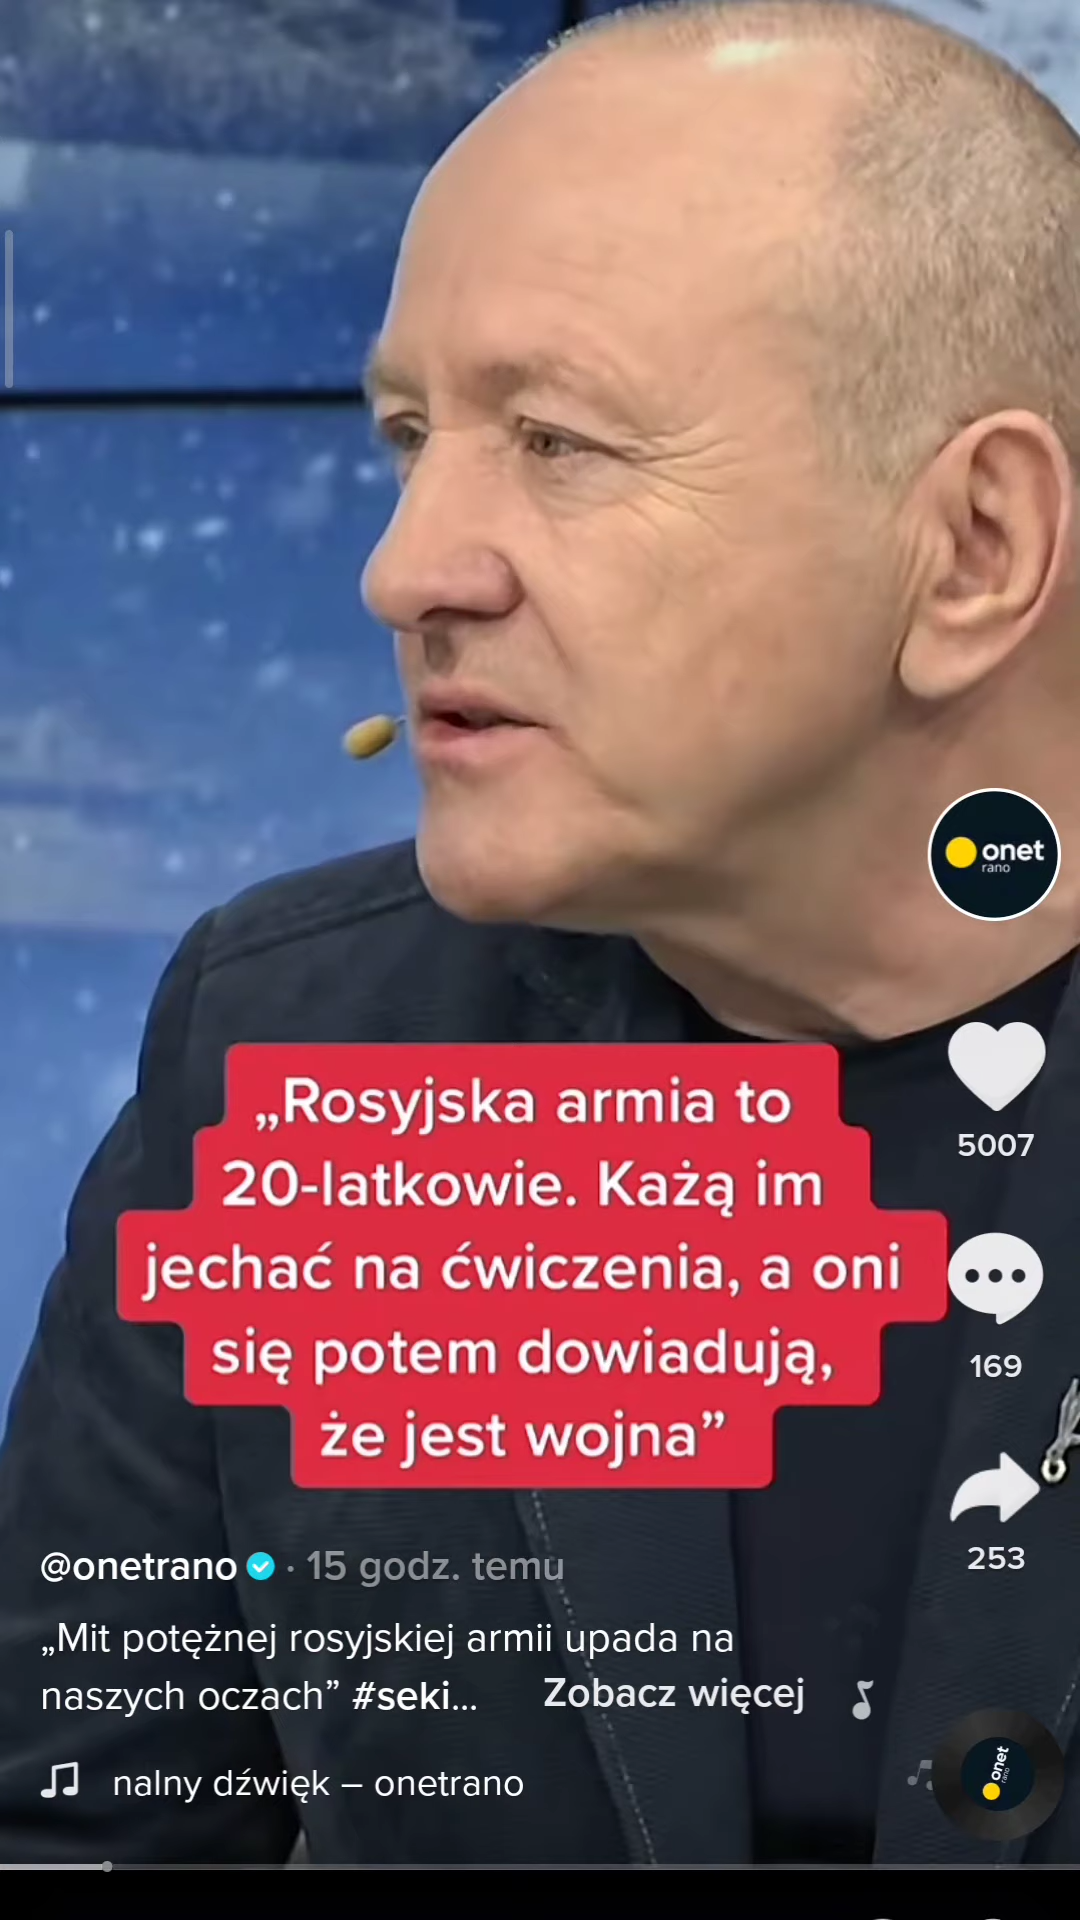 onet
rano
„Rosyjska armia to
20-latkowie. Każą im
jechać na ćwiczenia, a oni
się potem dowiadują,
że jest wojna”
5007
169
253
@onetrano · 15 godz. temu
„Mit potężnej rosyjskiej armii upada na
naszych oczach” #seki... Zobacz więcej
nalny dźwięk – onetrano
onet
rano